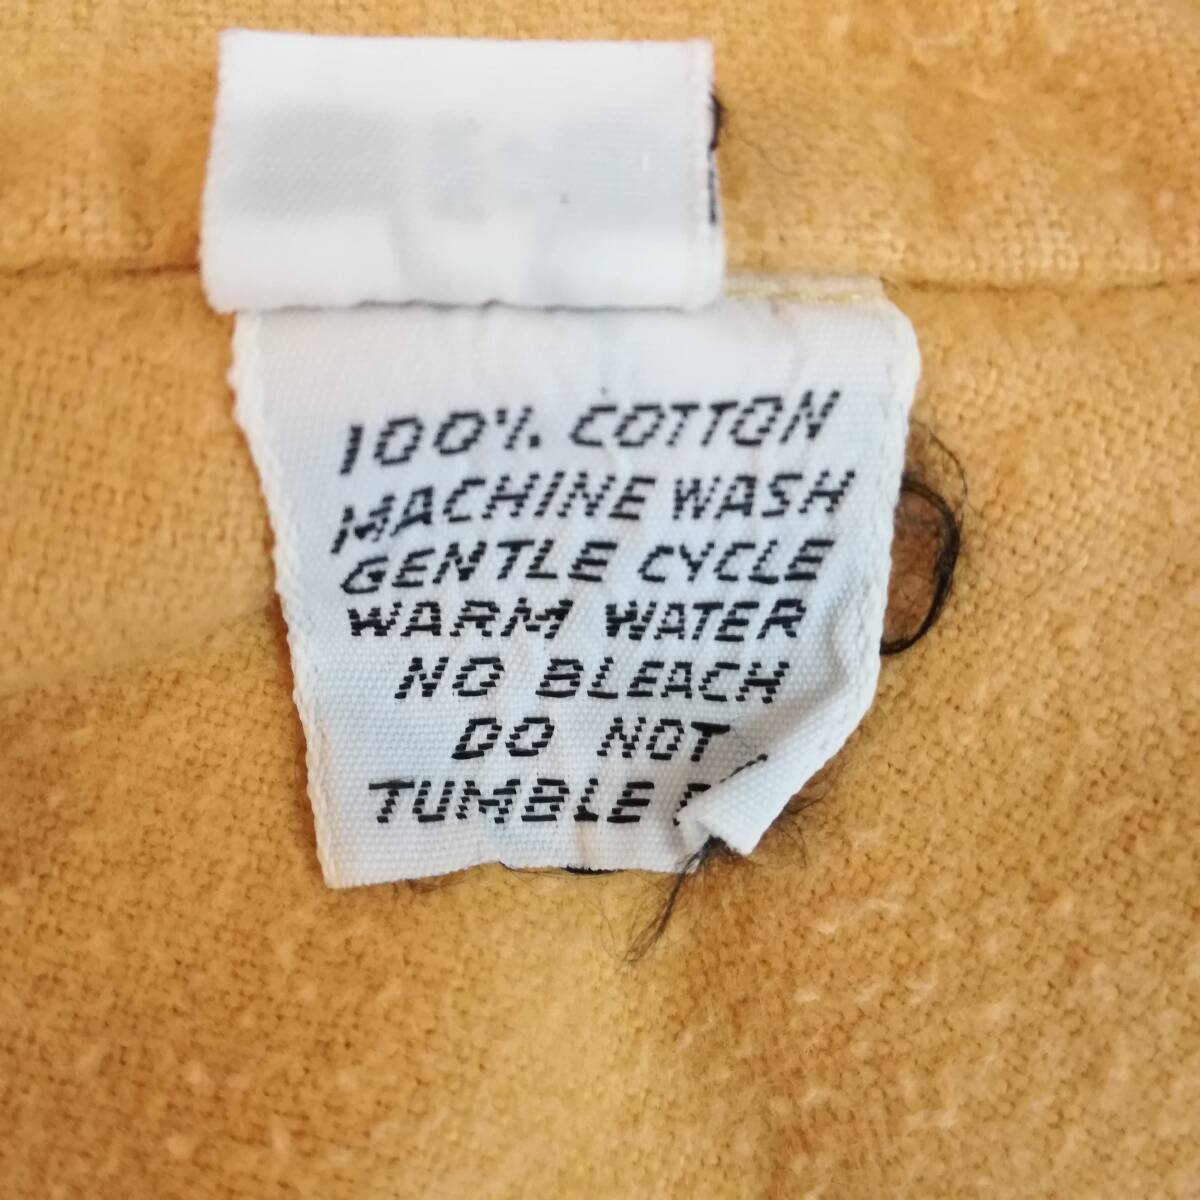 100% COTTON
MACHINE WASH
GENTLE CYCLE
WARM WATER
NO BLEACH
DO NOT
TUMBLE